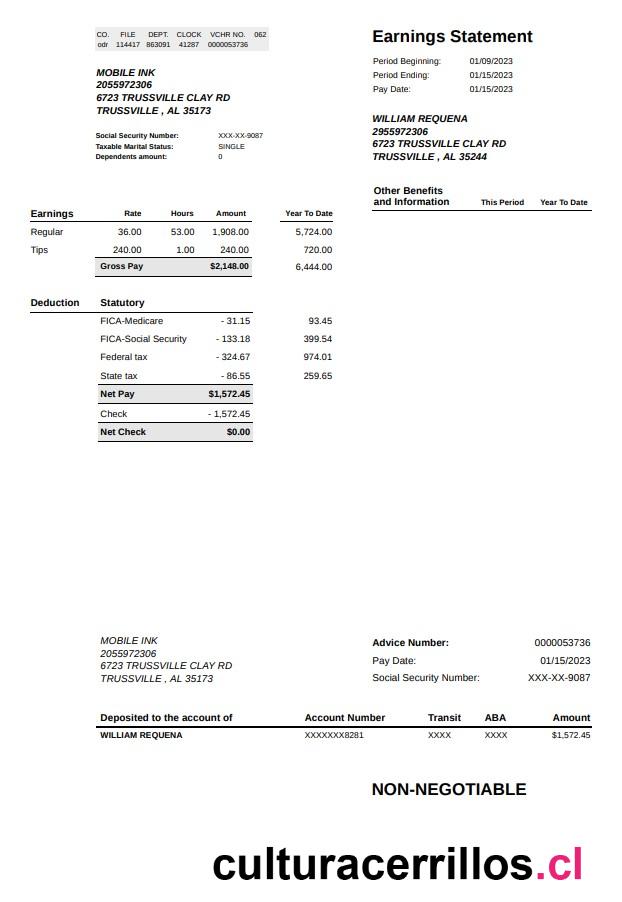 CO. FILE DEPT. CLOCK VCHR NO. 062
odr 114417 863091 41287 0000053736
Earnings Statement
Period Beginning: 01/09/2023
Period Ending: 01/15/2023
Pay Date: 01/15/2023
MOBILE INK
2055972306
6723 TRUSSVILLE CLAY RD
TRUSSVILLE , AL 35173
WILLIAM REQUENA
2955972306
6723 TRUSSVILLE CLAY RD
TRUSSVILLE , AL 35244
Social Security Number: XXX-XX-9087
Taxable Marital Status: SINGLE
Dependents amount: 0
Other Benefits
and Information This Period Year To Date
Earnings Rate Hours Amount Year To Date
Regular 36.00 53.00 1,908.00 5,724.00
Tips 240.00 1.00 240.00 720.00
Gross Pay $2,148.00 6,444.00
Deduction Statutory
FICA-Medicare - 31.15 93.45
FICA-Social Security - 133.18 399.54
Federal tax - 324.67 974.01
State tax - 86.55 259.65
Net Pay $1,572.45
Check - 1,572.45
Net Check $0.00
MOBILE INK
2055972306
6723 TRUSSVILLE CLAY RD
TRUSSVILLE , AL 35173
Advice Number: 0000053736
Pay Date: 01/15/2023
Social Security Number: XXX-XX-9087
Deposited to the account of Account Number Transit ABA Amount
WILLIAM REQUENA XXXXXXX8281 XXXX XXXX $1,572.45
NON-NEGOTIABLE
culturacerrillos.cl